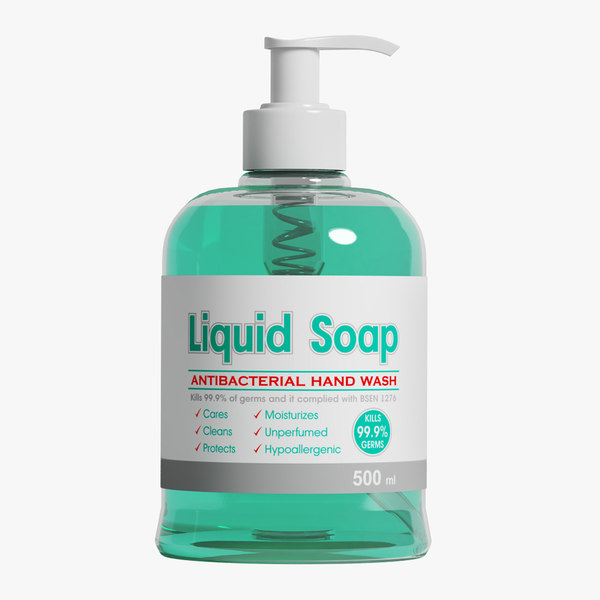 Liquid Soap
ANTIBACTERIAL HAND WASH
Kills 99.9% of germs and it complied with BSEN 1276
✓ Cares ✓ Moisturizes
✓ Cleans ✓ Unperfumed
✓ Protects ✓ Hypoallergenic
KILLS
99.9%
GERMS
500 ml